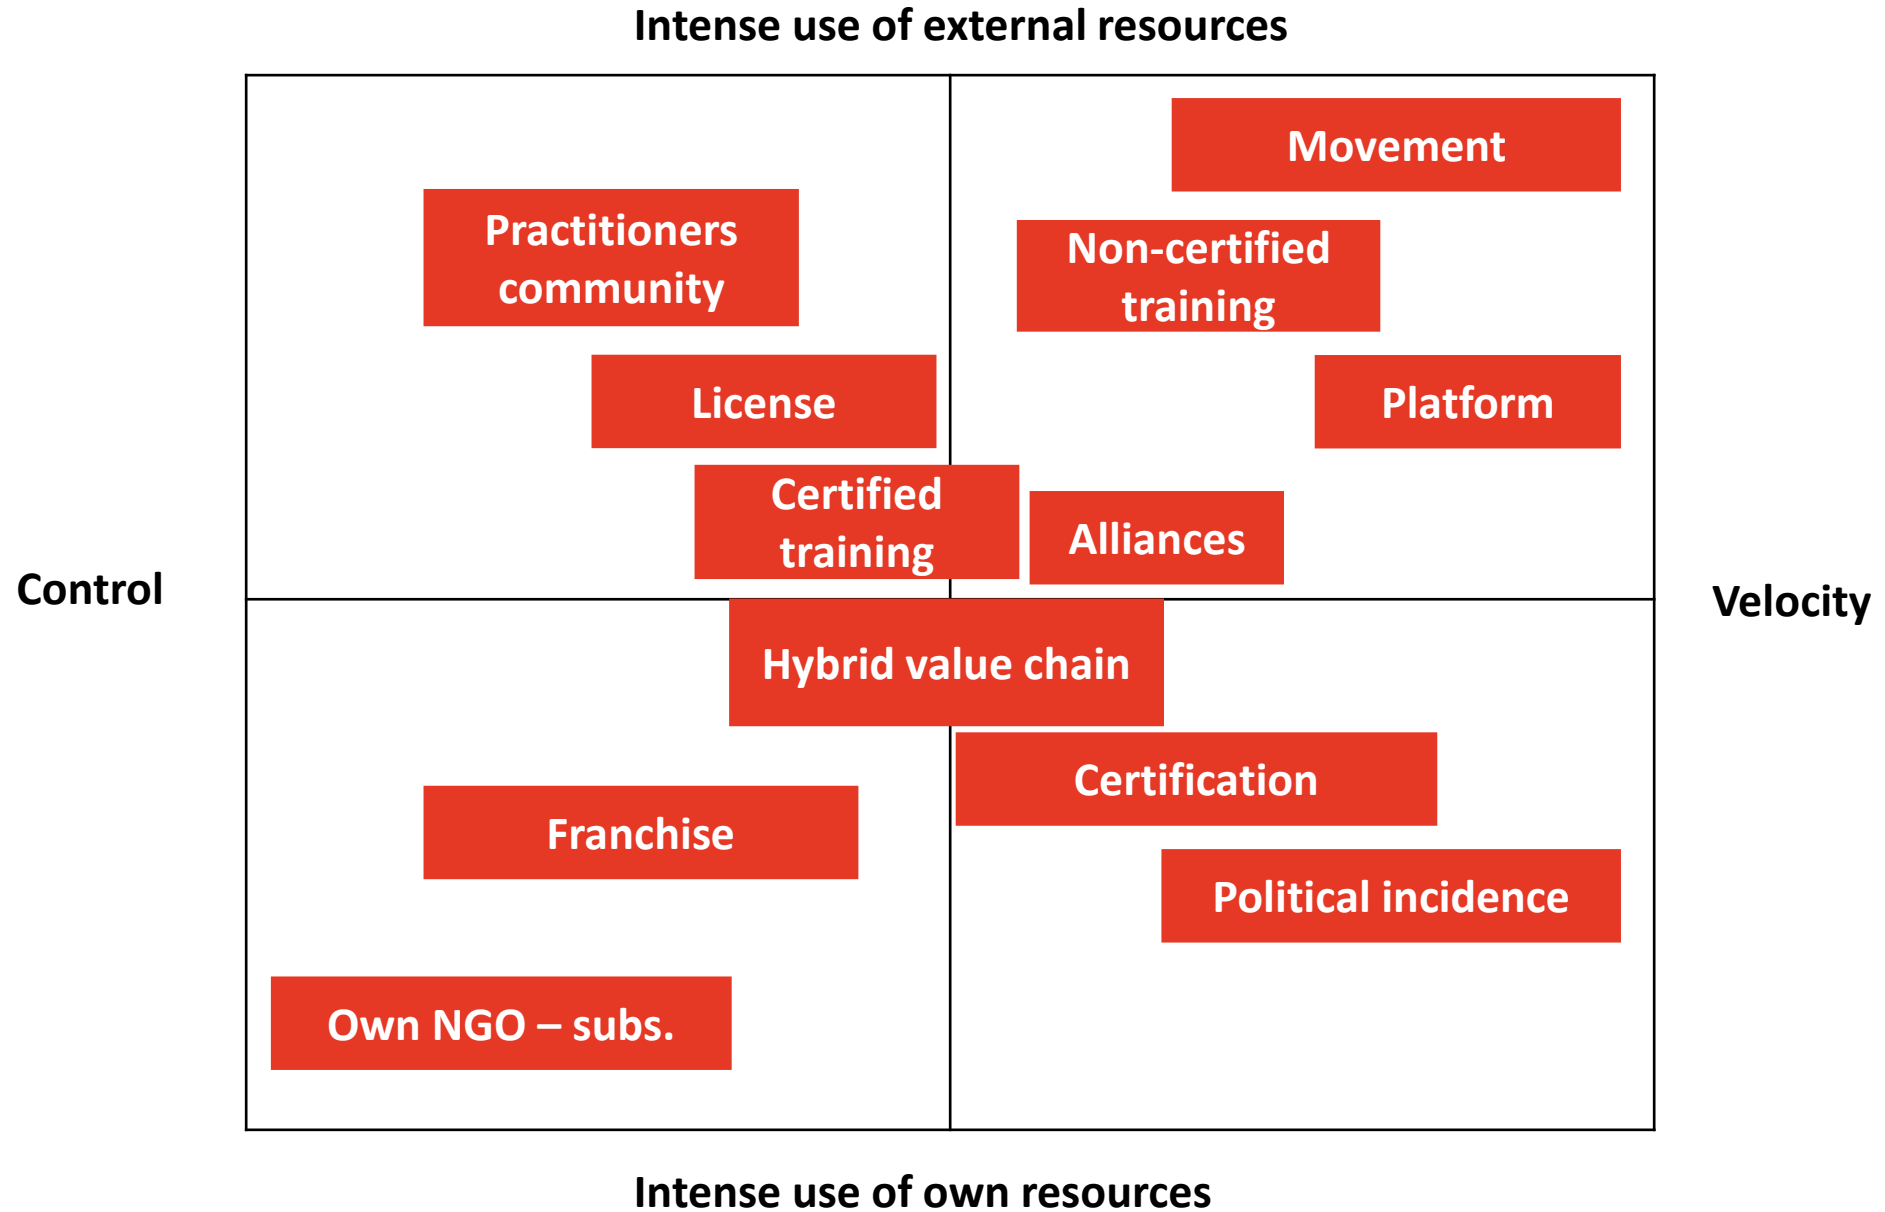 Intense use of external resources
Movement
Practitioners
community
Non-certified
training
License
Platform
Certified
training
Alliances
Control
Velocity
Hybrid value chain
Certification
Franchise
Political incidence
Own NGO – subs.
Intense use of own resources